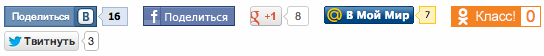 Поделиться B 16 f Поделиться g +1 8 @ В Мой Мир 7 Класс! 0
Твитнуть 3